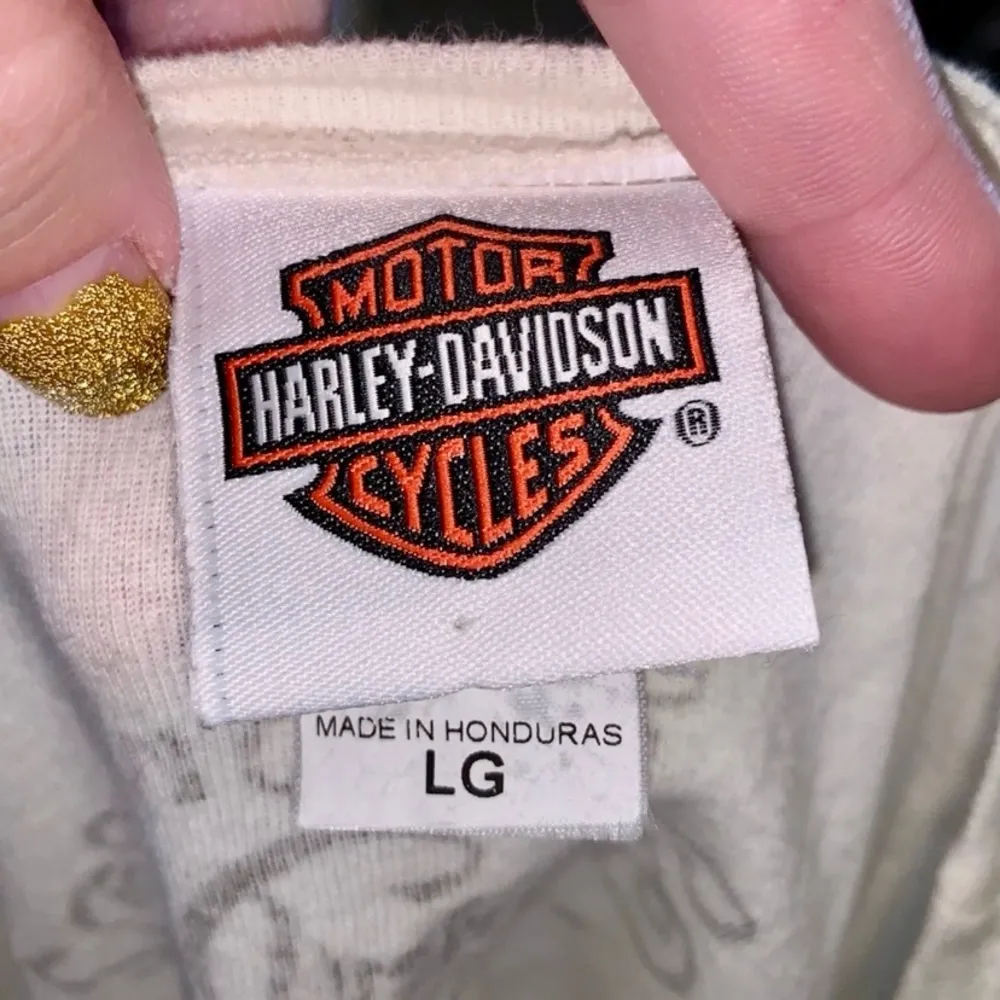 MOTOR
HARLEY-DAVIDSON
CYCLES
®
MADE IN HONDURAS
LG